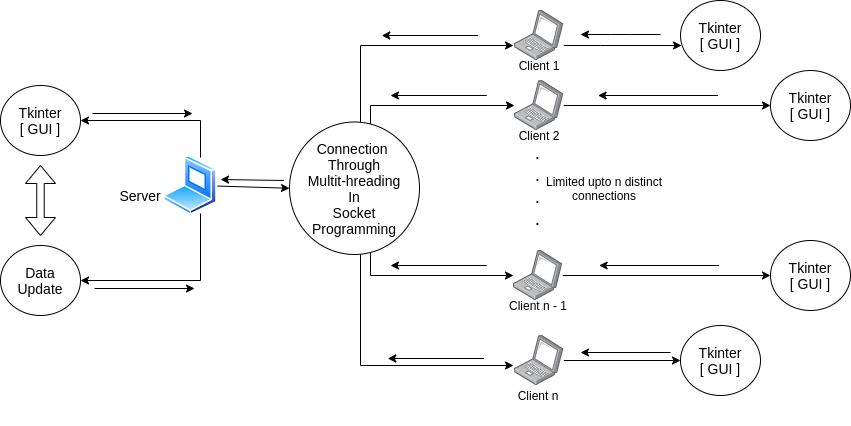 Tkinter
[ GUI ]
Server
Data
Update
Connection
Through
Multit-hreading
In
Socket
Programming
Client 1
Tkinter
[ GUI ]
Client 2
Tkinter
[ GUI ]
Limited upto n distinct
connections
Client n - 1
Tkinter
[ GUI ]
Client n
Tkinter
[ GUI ]